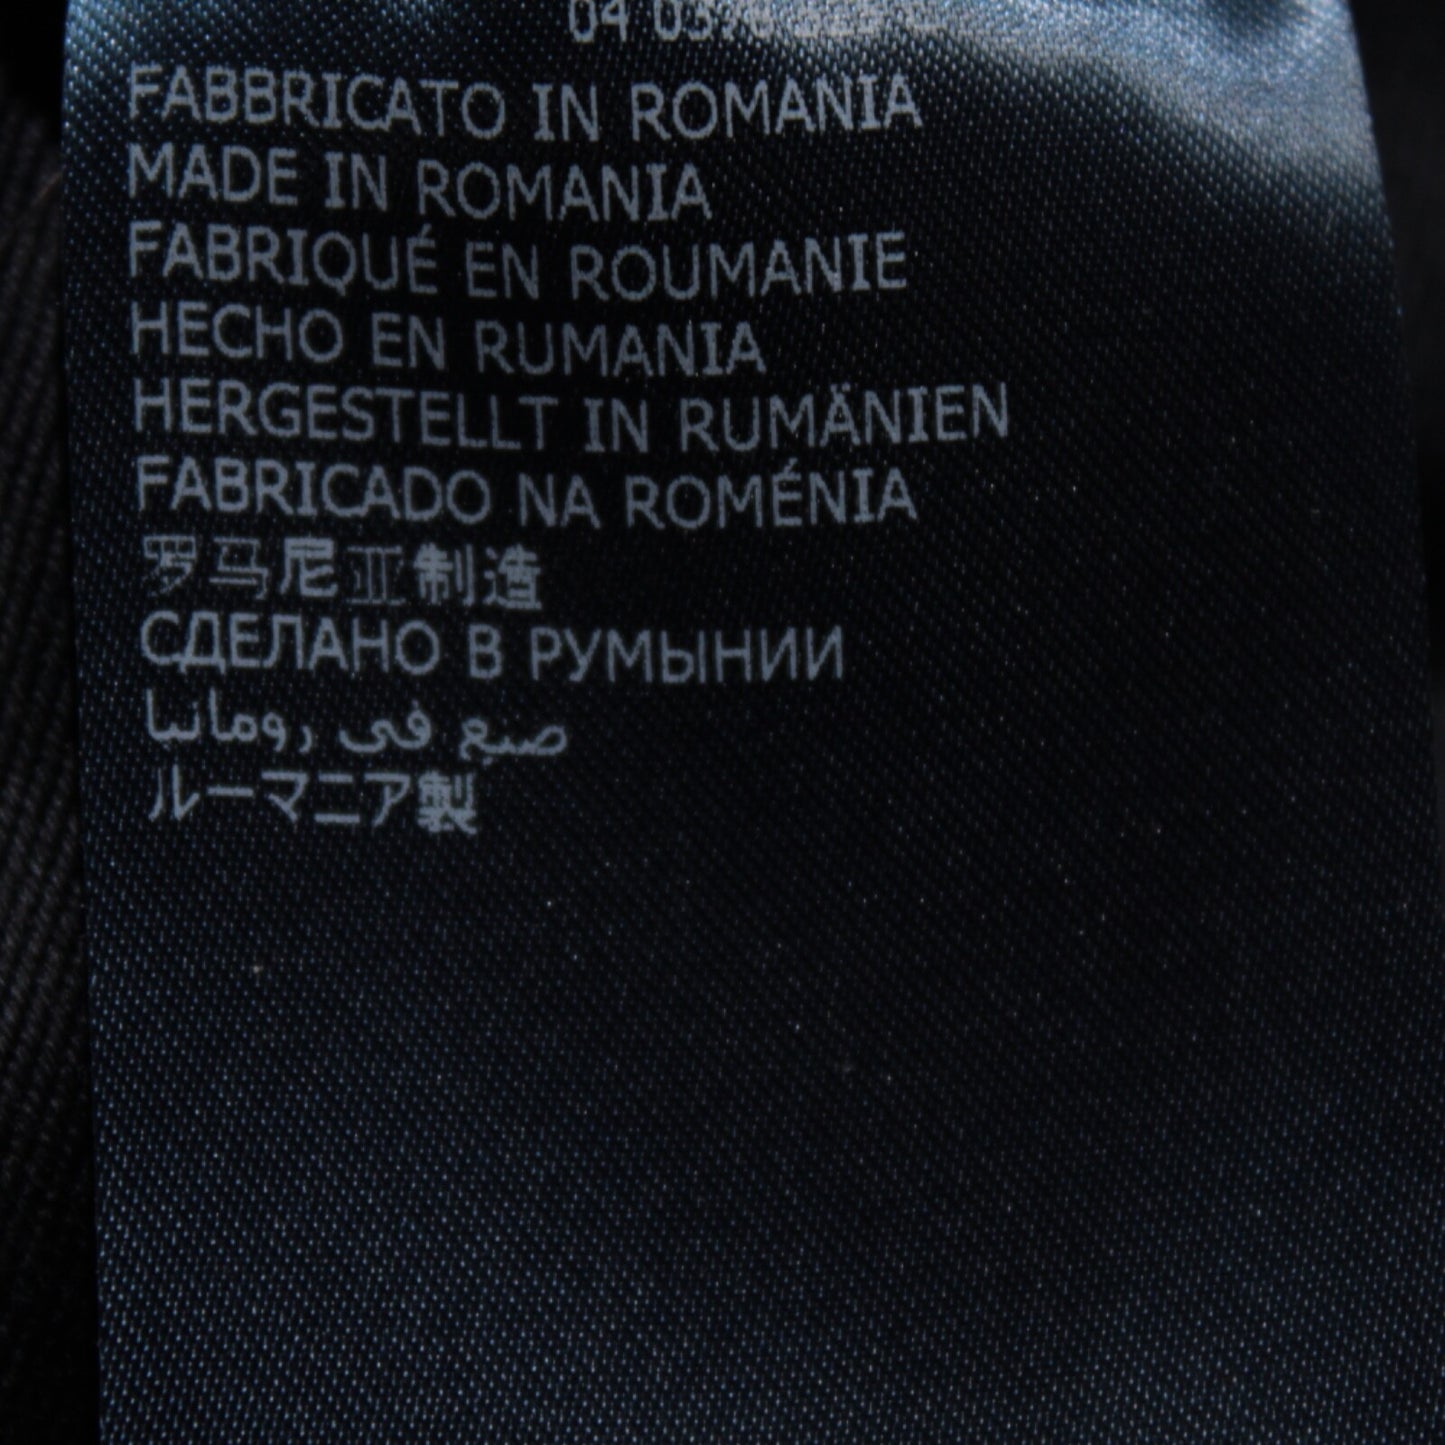 04
FABBRICATO IN ROMANIA
MADE IN ROMANIA
FABRIQUÉ EN ROUMANIE
HECHO EN RUMANIA
HERGESTELLT IN RUMÄNIEN
FABRICADO NA ROMÉNIA
罗马尼亚制造
СДЕЛАНО В РУМЫНИИ
صنع في رومانيا
ルーマニア製